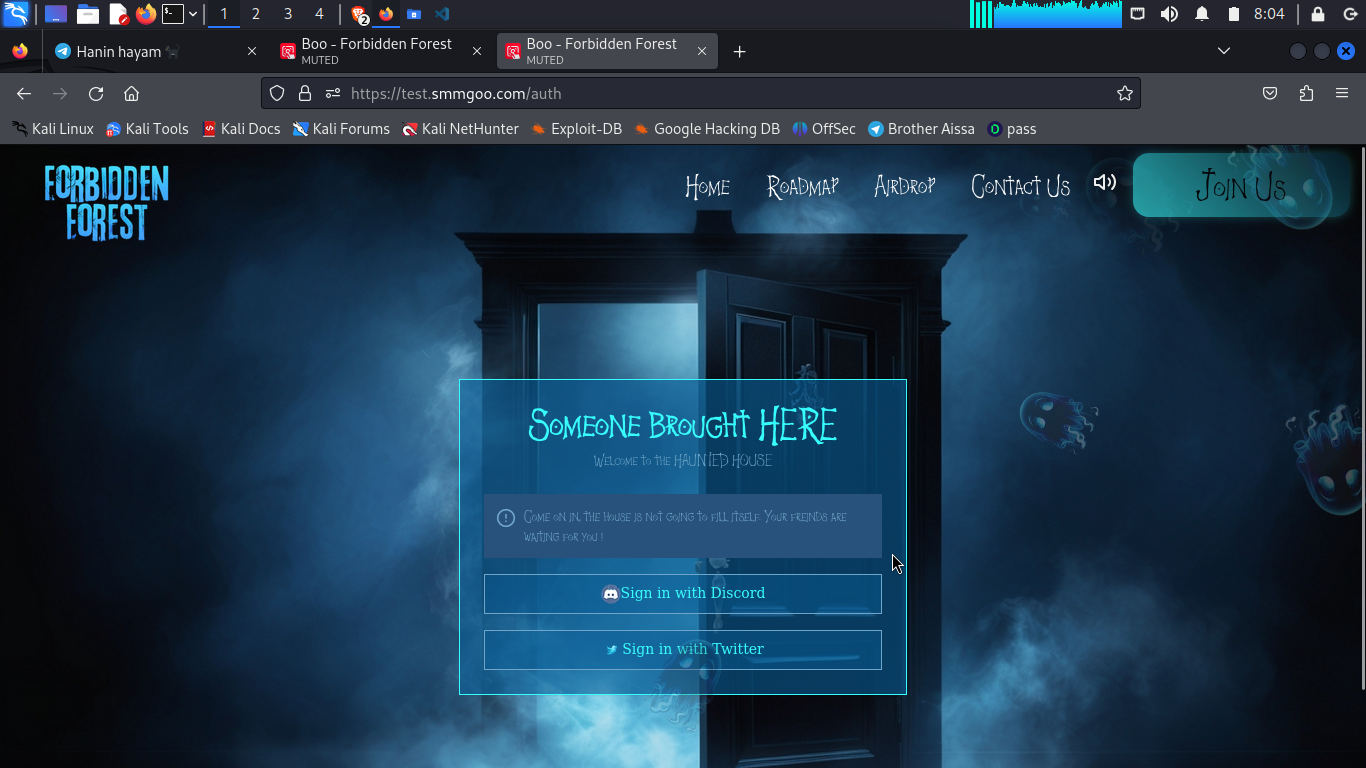 1 2 3 4 2 8:04
Hanin hayam
Boo - Forbidden Forest
MUTED
Boo - Forbidden Forest
MUTED
https://test.smmgoo.com/auth
Kali Linux Kali Tools Kali Docs Kali Forums Kali NetHunter Exploit-DB Google Hacking DB OffSec Brother Aissa pass
FORBIDDEN
FOREST
Home Roadmap Airdrop Contact Us Join Us
Someone brought HERE
Welcome to the HAUNTED HOUSE
Come on in, the house is not going to fill itself. Your freinds are
waiting for you !
Sign in with Discord
Sign in with Twitter